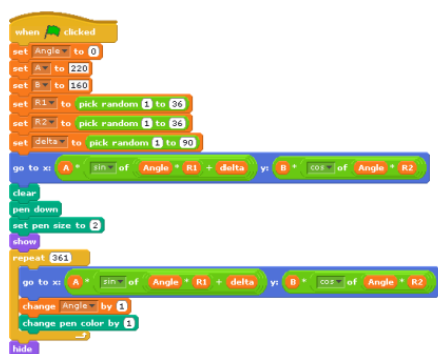 when clicked
set Angle to 0
set A to 220
set B to 160
set R1 to pick random 1 to 36
set R2 to pick random 1 to 36
set delta to pick random 1 to 90
go to x: A * sin of Angle * R1 + delta y: B * cos of Angle * R2
clear
pen down
set pen size to 2
show
repeat 361
go to x: A * sin of Angle * R1 + delta y: B * cos of Angle * R2
change Angle by 1
change pen color by 1
hide